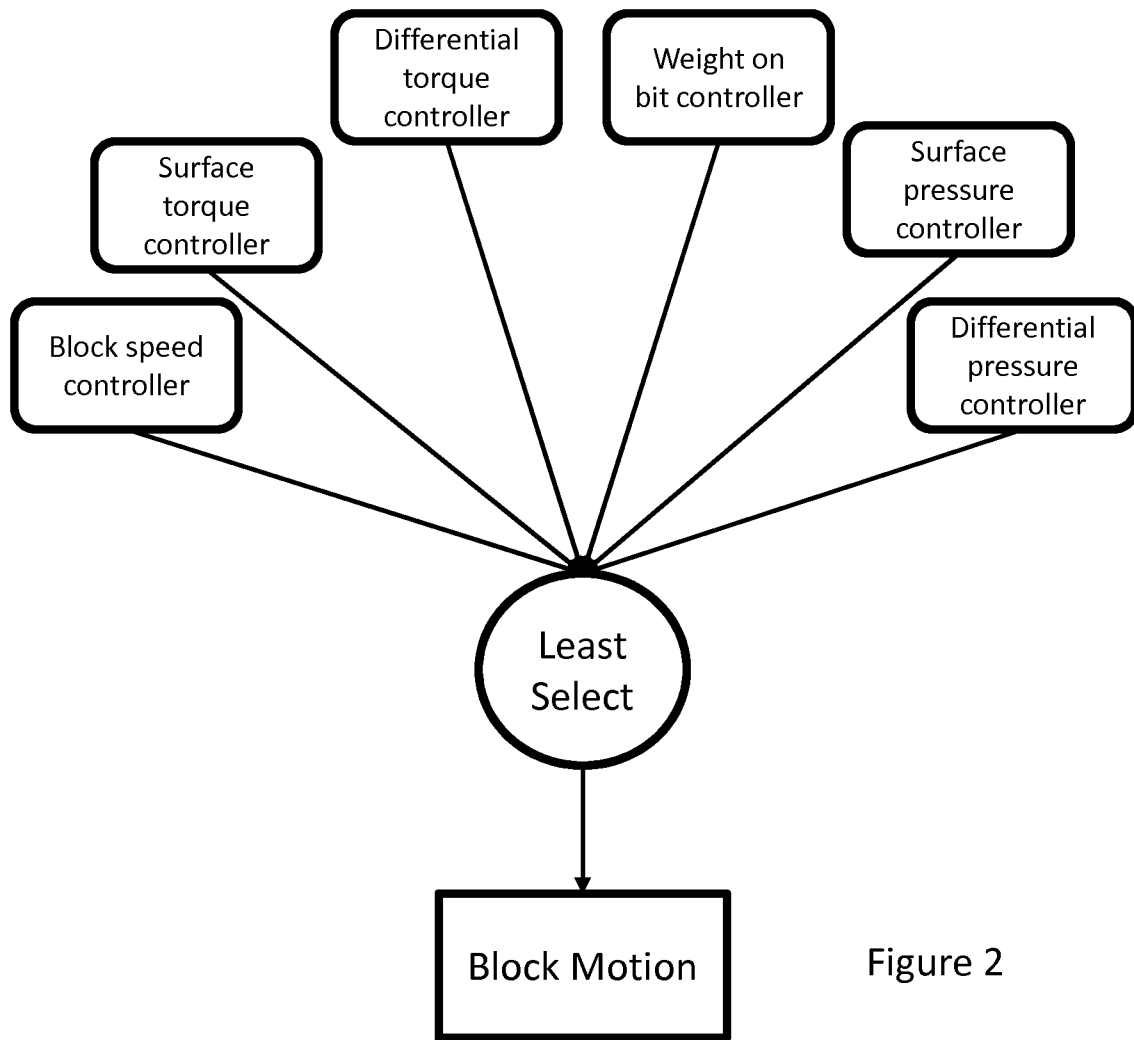 Differential
torque
controller
Weight on
bit controller
Surface
torque
controller
Surface
pressure
controller
Block speed
controller
Differential
pressure
controller
Least
Select
Block Motion
Figure 2